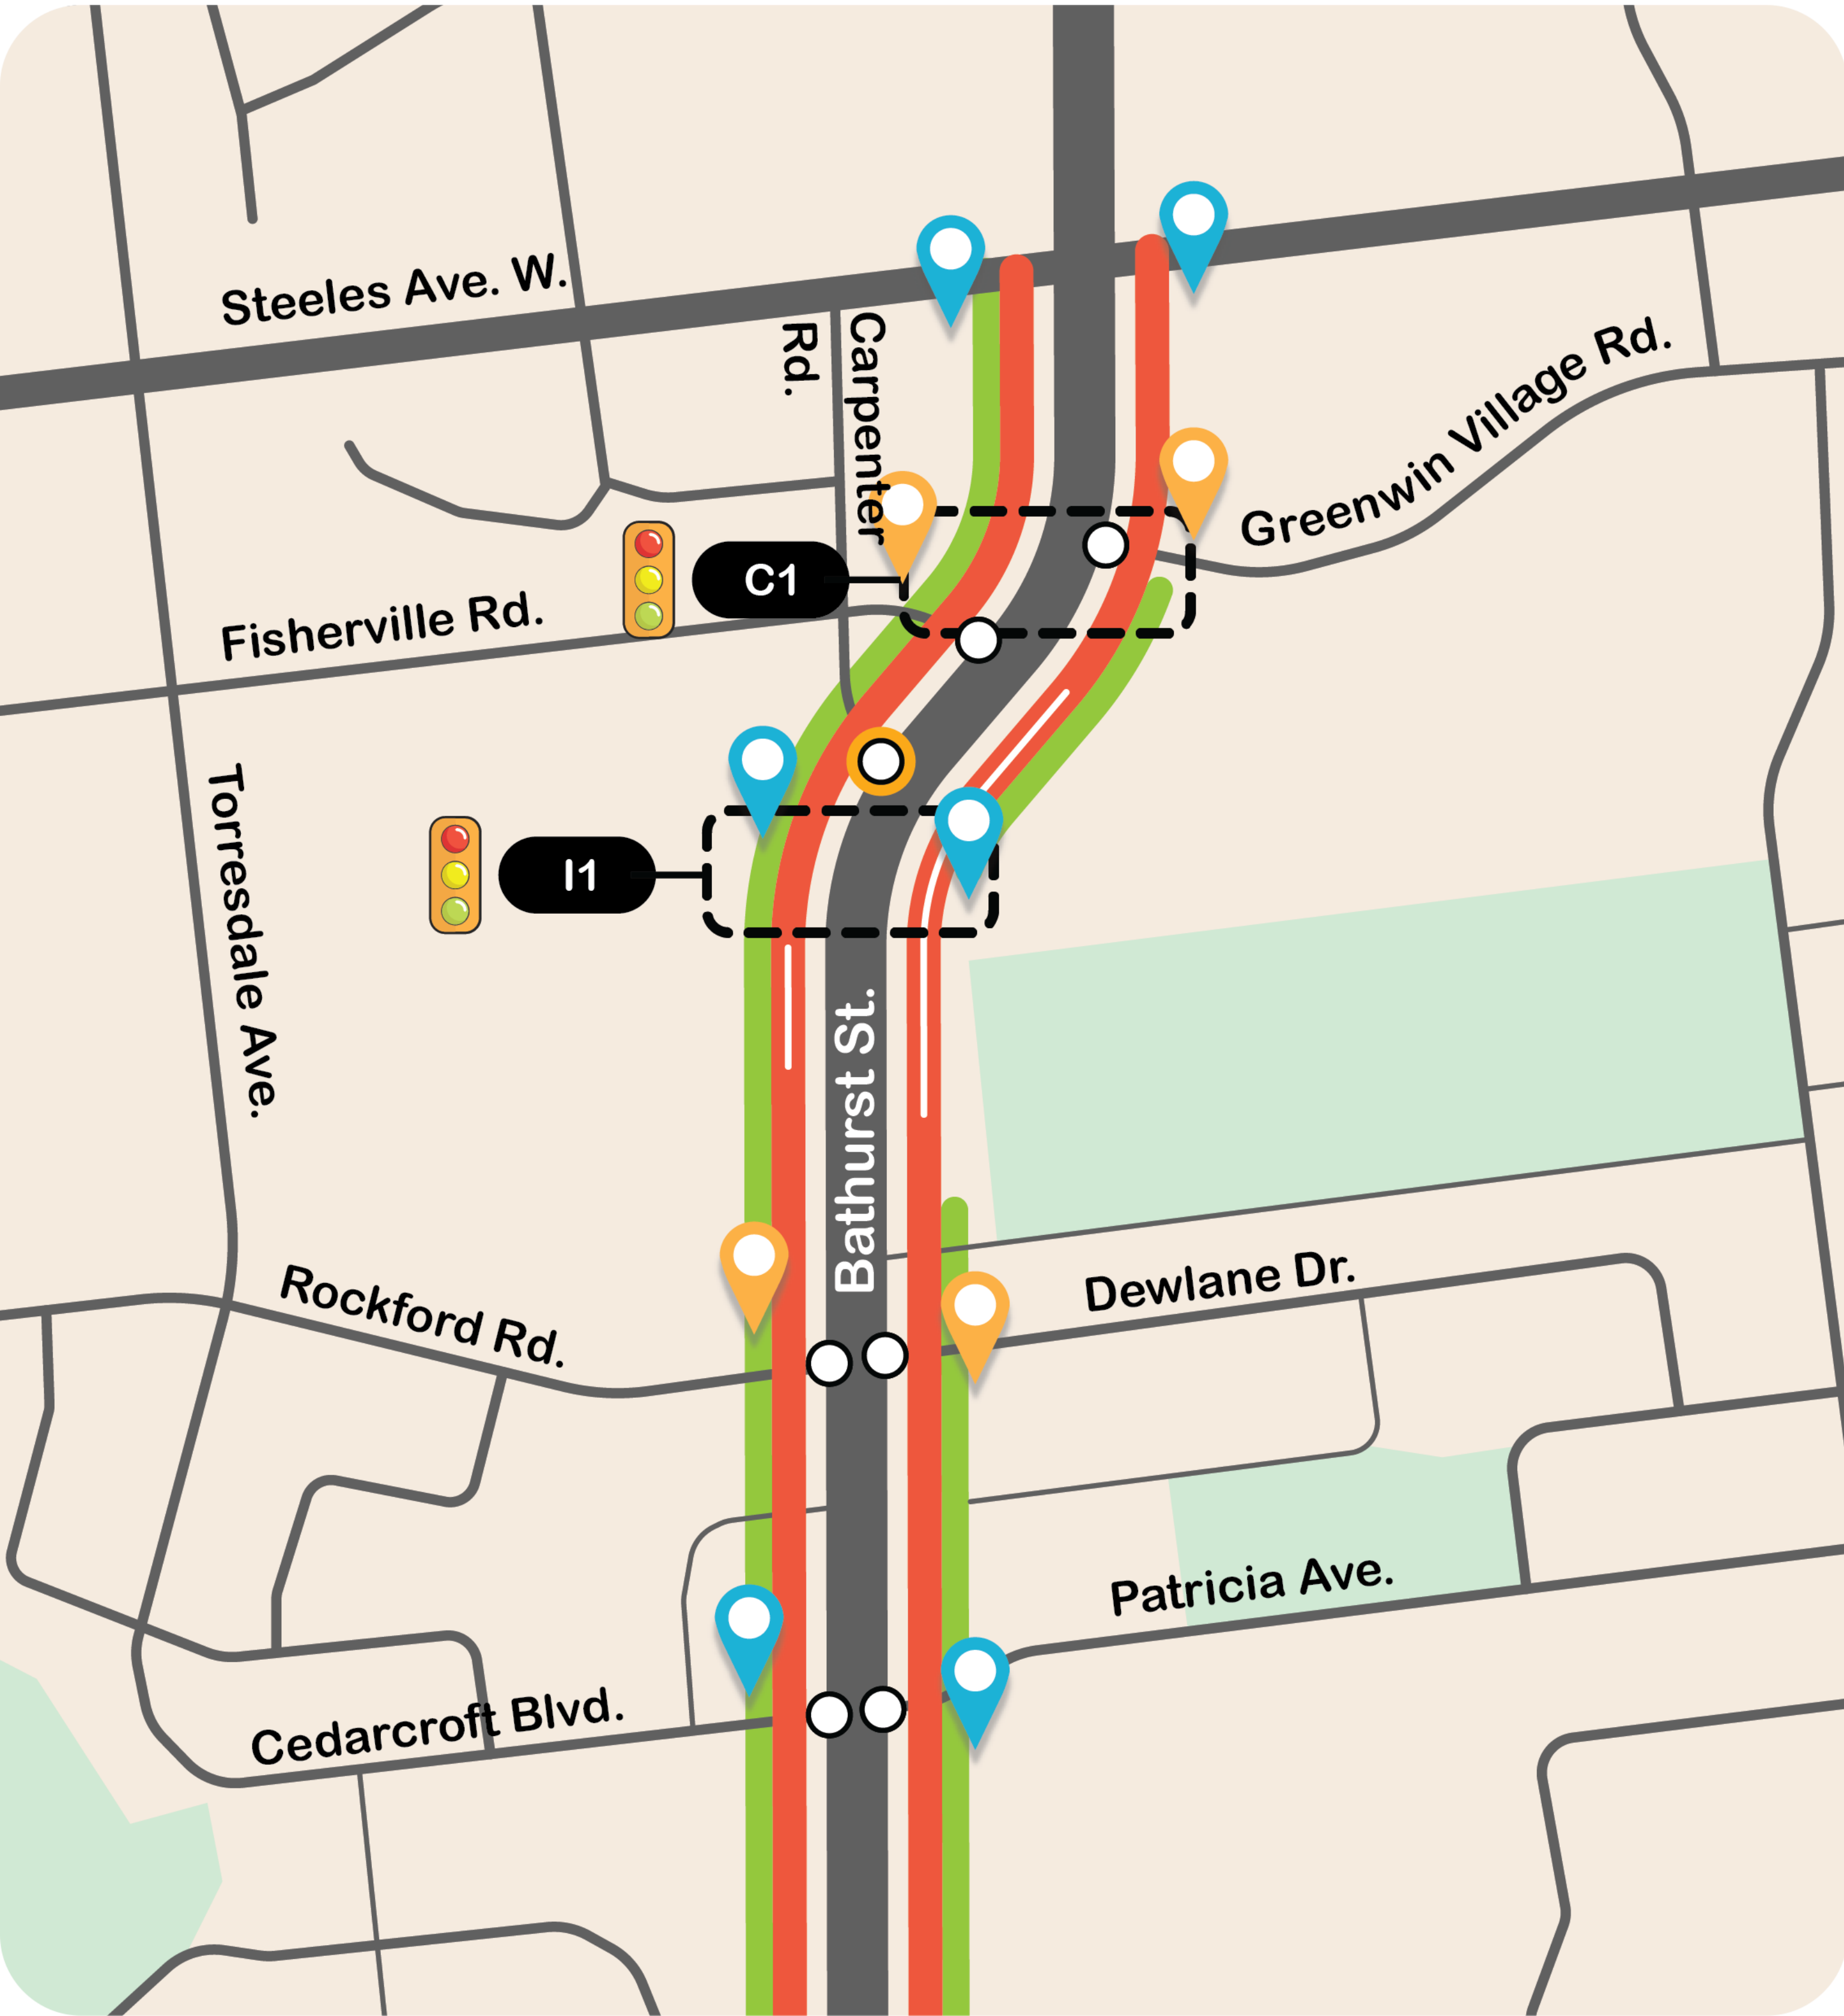 Steeles Ave. W.
Carpenter
Rd.
Greenwin Village Rd.
C1
Fisherville Rd.
Torresdale Ave.
I1
Bathurst St.
Rockford Rd.
Dewlane Dr.
Patricia Ave.
Cedarcroft Blvd.